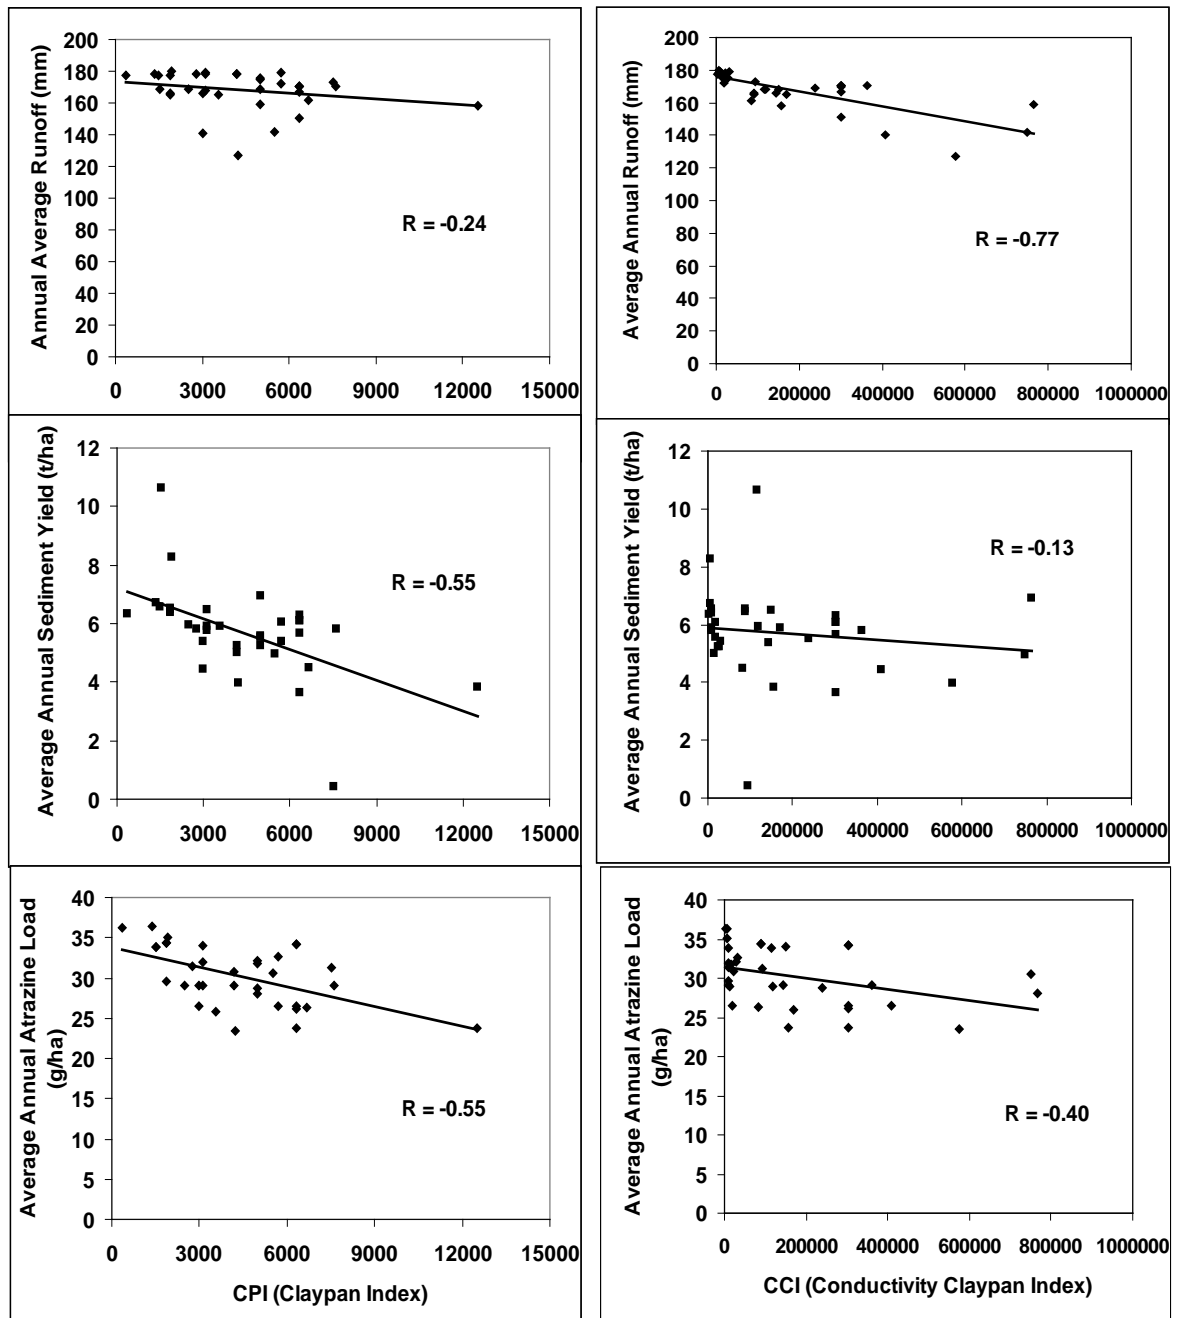 200
180
160
140
120
100
80
60
40
20
0
Annual Average Runoff (mm)
R = -0.24
0 3000 6000 9000 12000 15000
200
180
160
140
120
100
80
60
40
20
0
Average Annual Runoff (mm)
R = -0.77
0 200000 400000 600000 800000 1000000
12
10
8
6
4
2
0
Average Annual Sediment Yield (t/ha)
R = -0.55
0 3000 6000 9000 12000 15000
12
10
8
6
4
2
0
Average Annual Sediment Yield (t/ha)
R = -0.13
0 200000 400000 600000 800000 1000000
40
35
30
25
20
15
10
5
0
Average Annual Atrazine Load
(g/ha)
R = -0.55
0 3000 6000 9000 12000 15000
CPI (Claypan Index)
40
35
30
25
20
15
10
5
0
Average Annual Atrazine Load
(g/ha)
R = -0.40
0 200000 400000 600000 800000 1000000
CCI (Conductivity Claypan Index)